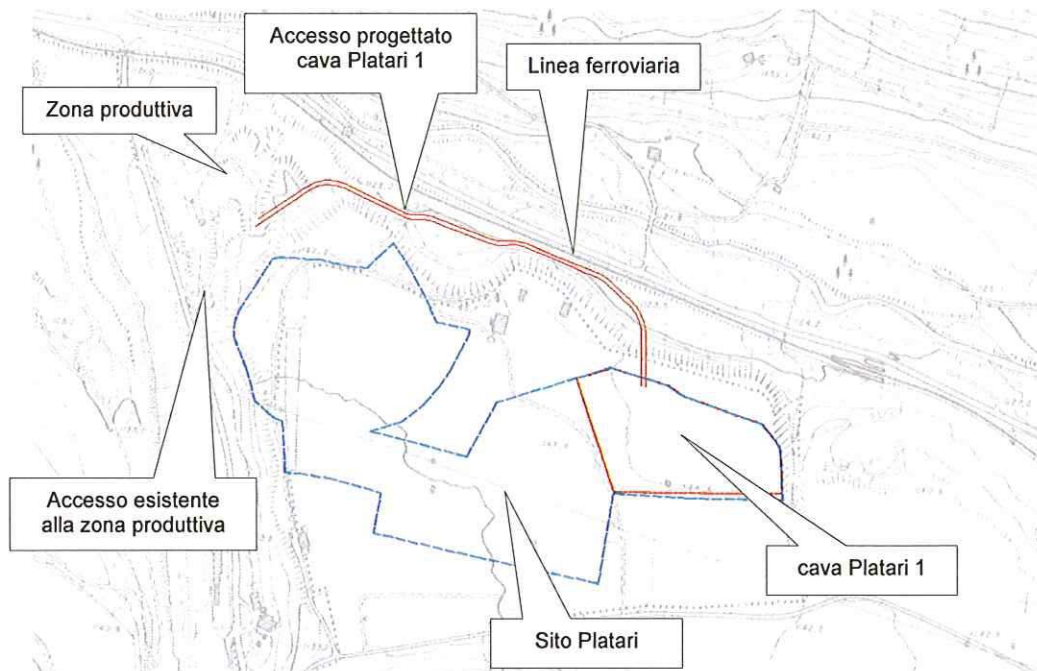 Accesso progettato
cava Platari 1
Linea ferroviaria
Zona produttiva
Accesso esistente
alla zona produttiva
cava Platari 1
Sito Platari